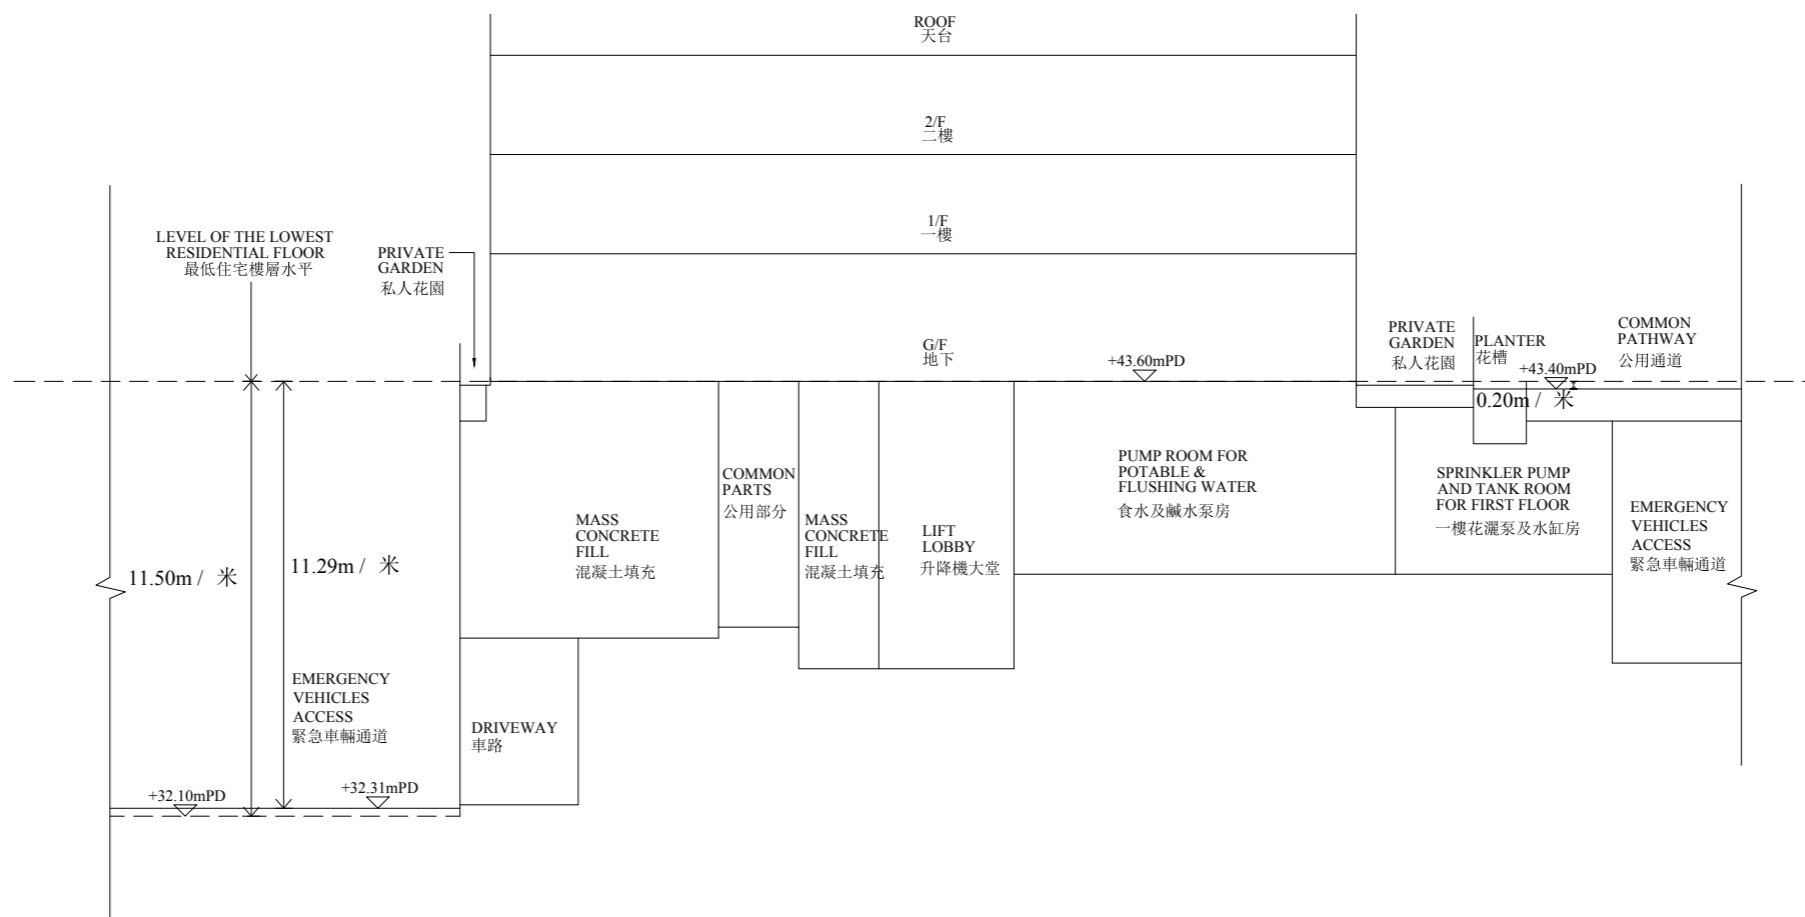 ROOF
天台
2/F
二樓
1/F
一樓
LEVEL OF THE LOWEST
RESIDENTIAL FLOOR
最低住宅樓層水平
PRIVATE
GARDEN
私人花園
G/F
地下
+43.60mPD
PRIVATE
GARDEN
私人花園
PLANTER
花槽
COMMON
PATHWAY
公用通道
+43.40mPD
0.20m / 米
11.50m / 米
11.29m / 米
MASS
CONCRETE
FILL
混凝土填充
COMMON
PARTS
公用部分
MASS
CONCRETE
FILL
混凝土填充
LIFT
LOBBY
升降機大堂
PUMP ROOM FOR
POTABLE &
FLUSHING WATER
食水及鹹水泵房
SPRINKLER PUMP
AND TANK ROOM
FOR FIRST FLOOR
一樓花灑泵及水缸房
EMERGENCY
VEHICLES
ACCESS
緊急車輛通道
EMERGENCY
VEHICLES
ACCESS
緊急車輛通道
DRIVEWAY
車路
+32.10mPD
+32.31mPD